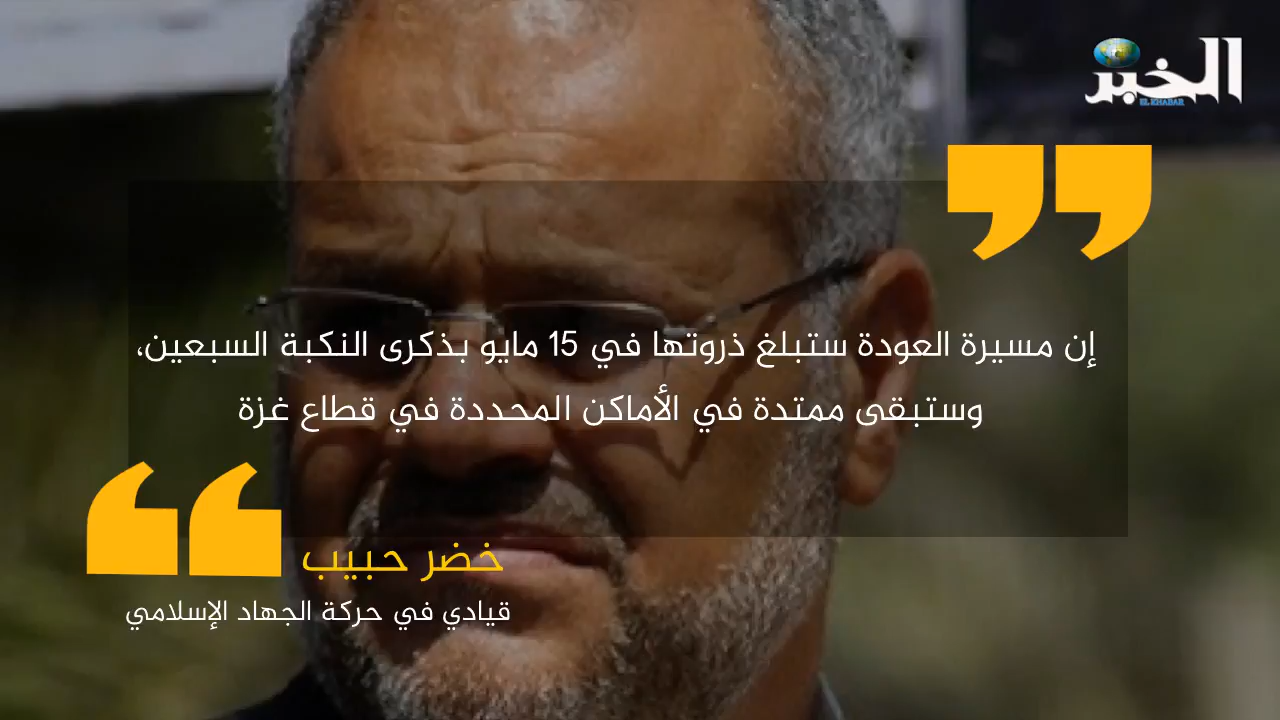 الخبر
EL KHABAR
إن مسيرة العودة ستبلغ ذروتها في 15 مايو بذكرى النكبة السبعين،
وستبقى ممتدة في الأماكن المحددة في قطاع غزة
خضر حبيب
قيادي في حركة الجهاد الإسلامي